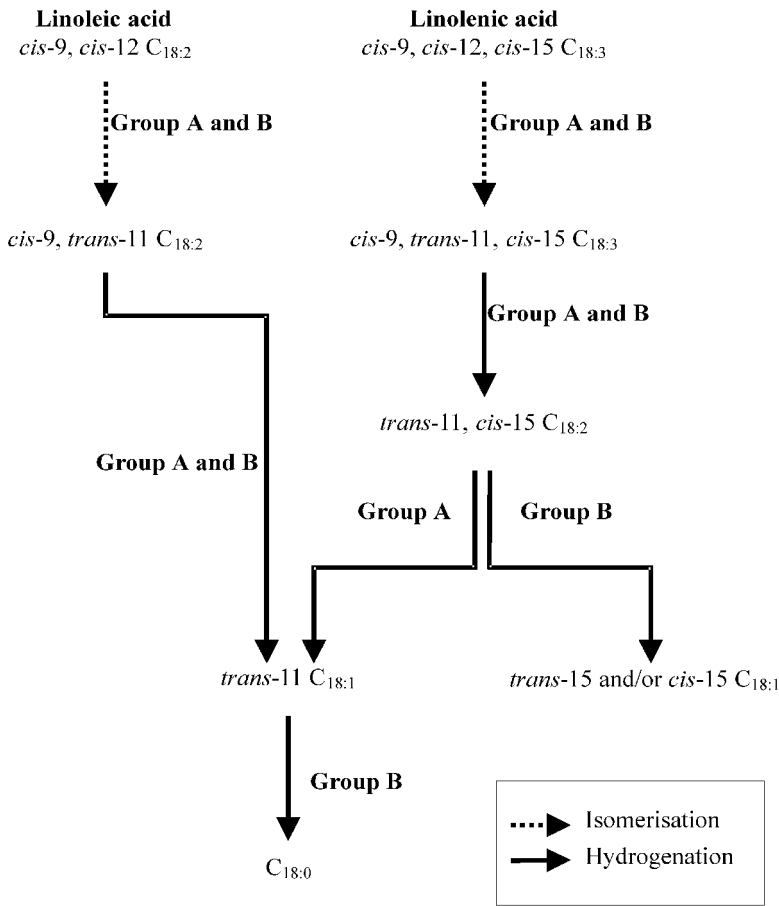 Linoleic acid
cis-9, cis-12 C18:2
Linolenic acid
cis-9, cis-12, cis-15 C18:3
Group A and B
Group A and B
cis-9, trans-11 C18:2
cis-9, trans-11, cis-15 C18:3
Group A and B
trans-11, cis-15 C18:2
Group A and B
Group A
Group B
trans-11 C18:1
trans-15 and/or cis-15 C18:1
Group B
C18:0
Isomerisation
Hydrogenation